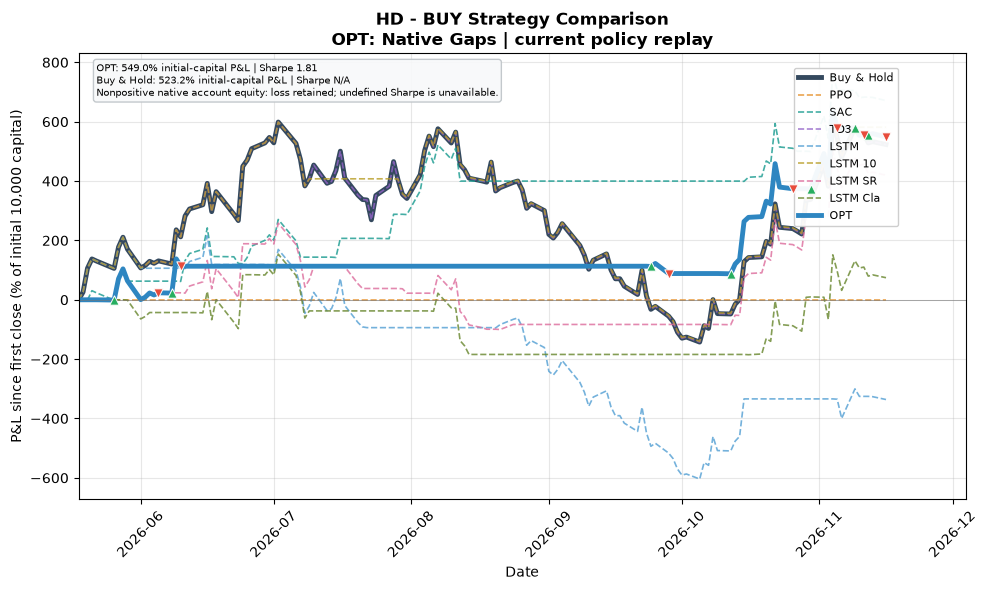 HD - BUY Strategy Comparison
OPT: Native Gaps | current policy replay
OPT: 549.0% initial-capital P&L | Sharpe 1.81
Buy & Hold: 523.2% initial-capital P&L | Sharpe N/A
Nonpositive native account equity: loss retained; undefined Sharpe is unavailable.
Buy & Hold
PPO
SAC
TD3
LSTM
LSTM 10
LSTM SR
LSTM Cla
OPT
P&L since first close (% of initial 10,000 capital)
800
600
400
200
0
−200
−400
−600
2026-06
2026-07
2026-08
2026-09
2026-10
2026-11
2026-12
Date